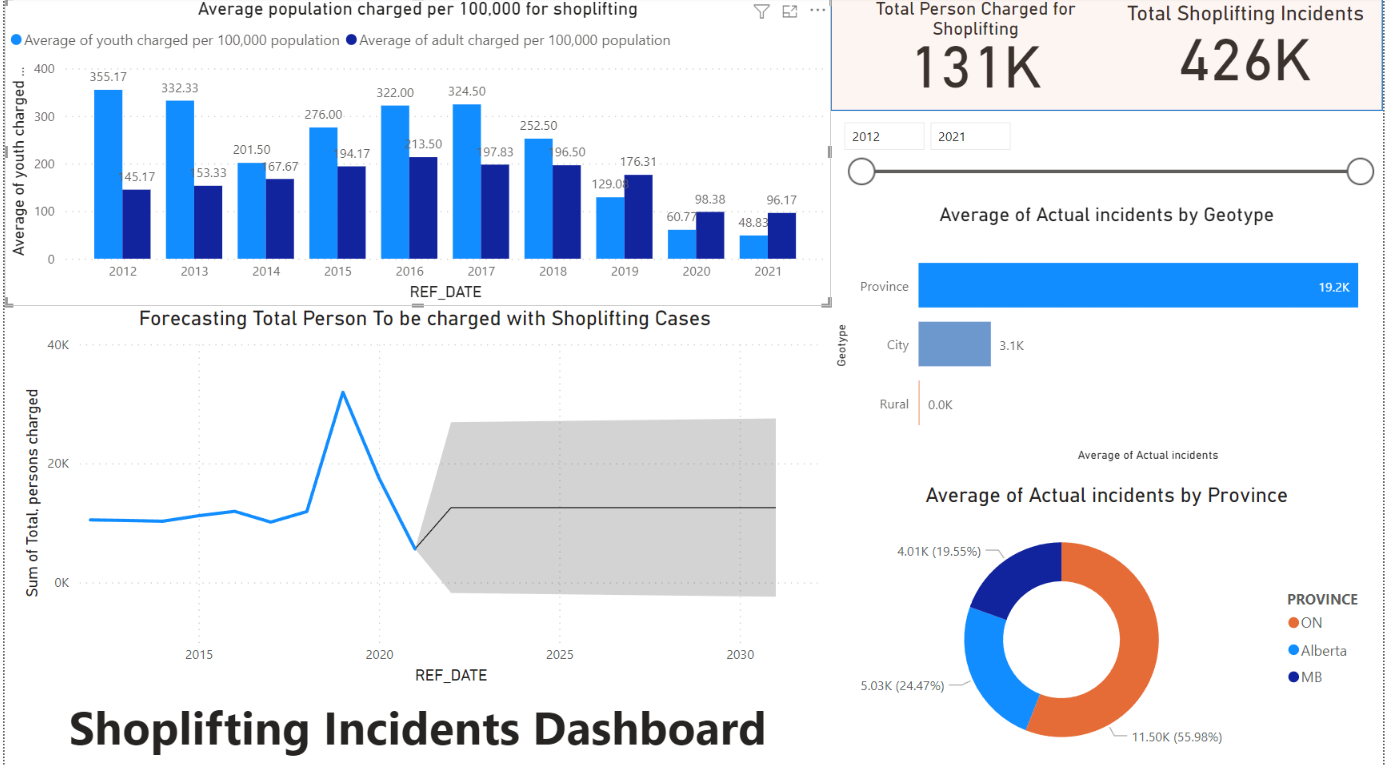 Average population charged per 100,000 for shoplifting
Average of youth charged per 100,000 population Average of adult charged per 100,000 population
Average of youth charged ...
400
300
200
100
0
355.17
332.33
201.50
276.00
322.00
324.50
252.50
129.08
60.77
48.83
145.17
153.33
167.67
194.17
213.50
197.83
196.50
176.31
98.38
96.17
2012 2013 2014 2015 2016 2017 2018 2019 2020 2021
REF_DATE
Total Person Charged for
Shoplifting
131K
Total Shoplifting Incidents
426K
2012 2021
Average of Actual incidents by Geotype
Geotype
Province 19.2K
City 3.1K
Rural 0.0K
Average of Actual incidents
Forecasting Total Person To be charged with Shoplifting Cases
Sum of Total, persons charged
40K
20K
0K
2015 2020 2025 2030
REF_DATE
Average of Actual incidents by Province
4.01K (19.55%)
5.03K (24.47%)
11.50K (55.98%)
PROVINCE
ON
Alberta
MB
Shoplifting Incidents Dashboard